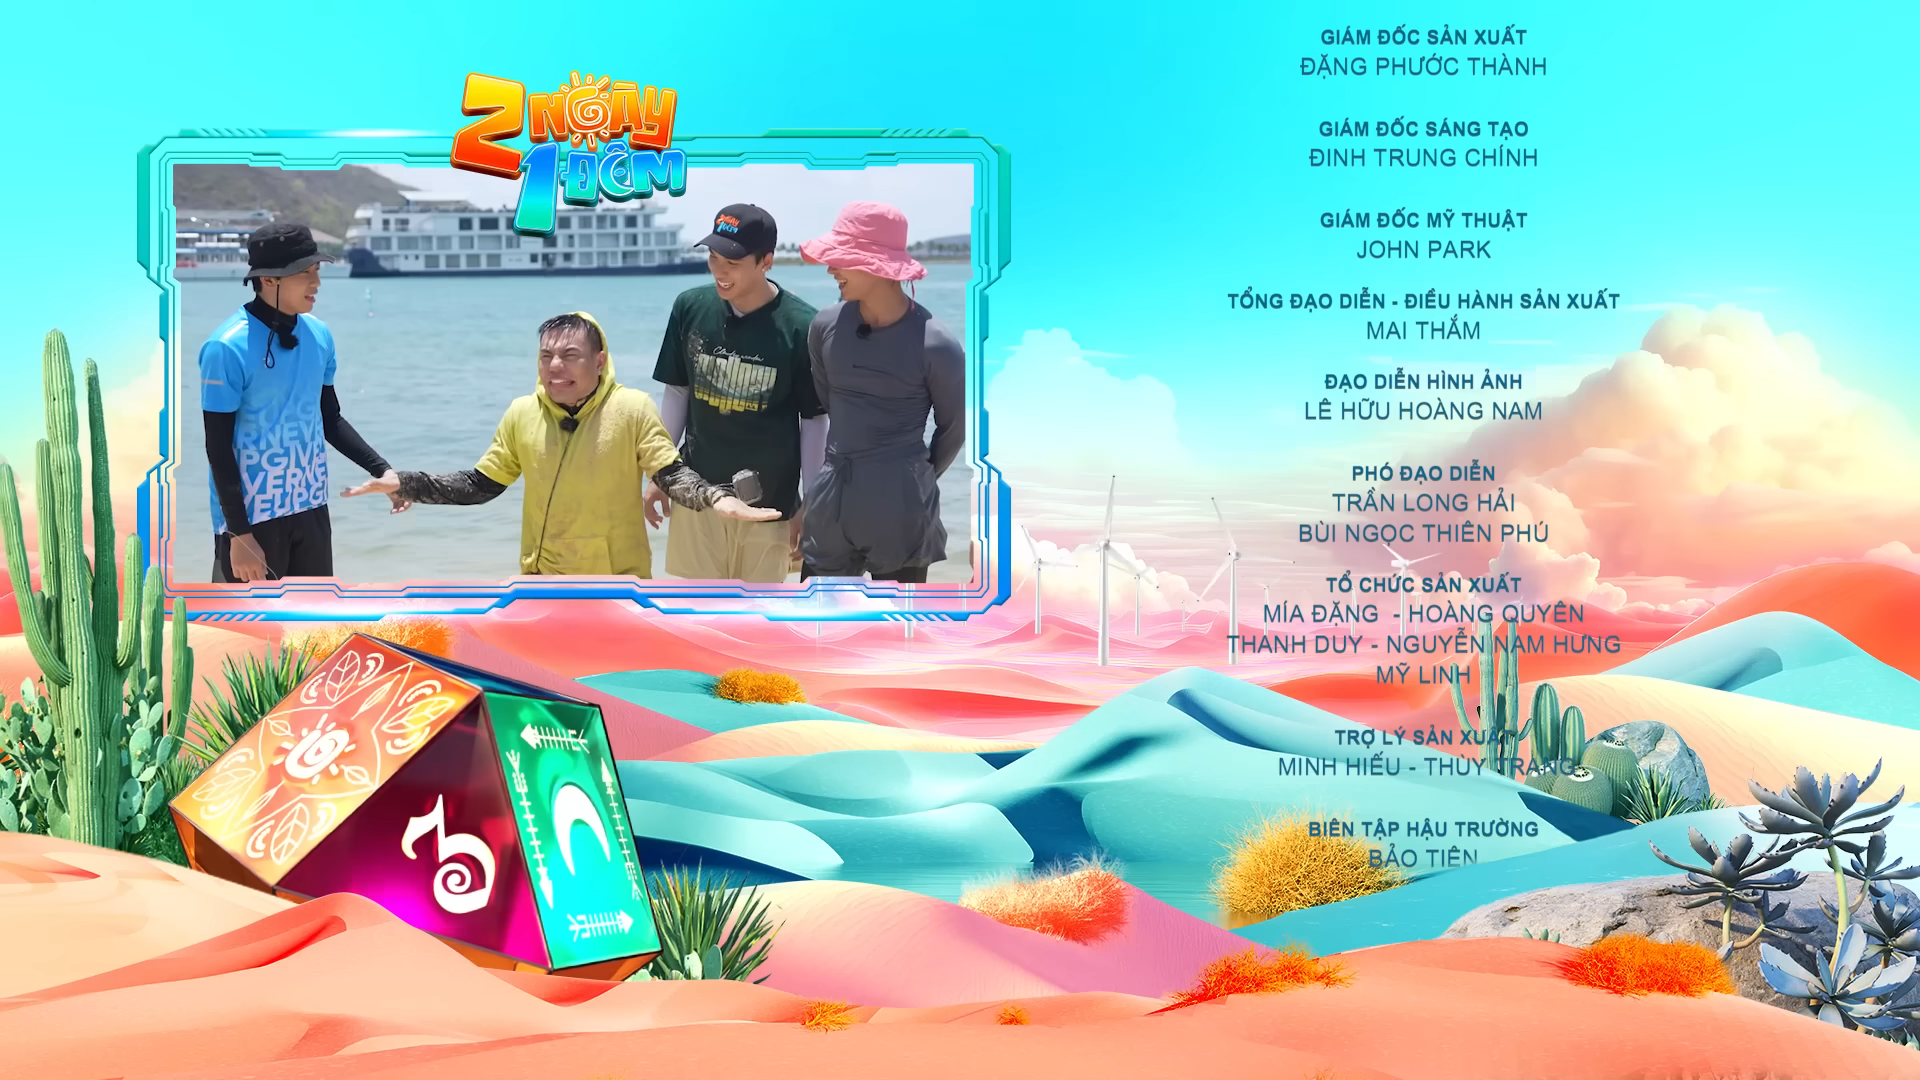 2 NGÀY
1 ĐÊM
GIÁM ĐỐC SẢN XUẤT
ĐẶNG PHƯỚC THÀNH
GIÁM ĐỐC SÁNG TẠO
ĐINH TRUNG CHÍNH
GIÁM ĐỐC MỸ THUẬT
JOHN PARK
TỔNG ĐẠO DIỄN - ĐIỀU HÀNH SẢN XUẤT
MAI THẮM
ĐẠO DIỄN HÌNH ẢNH
LÊ HỮU HOÀNG NAM
PHÓ ĐẠO DIỄN
TRẦN LONG HẢI
BÙI NGỌC THIÊN PHÚ
TỔ CHỨC SẢN XUẤT
MÍA ĐẶNG - HOÀNG QUYÊN
THANH DUY - NGUYỄN NAM HƯNG
MỸ LINH
TRỢ LÝ SẢN XUẤT
MINH HIẾU - THÙY TRANG
BIÊN TẬP HẬU TRƯỜNG
BẢO TIÊN